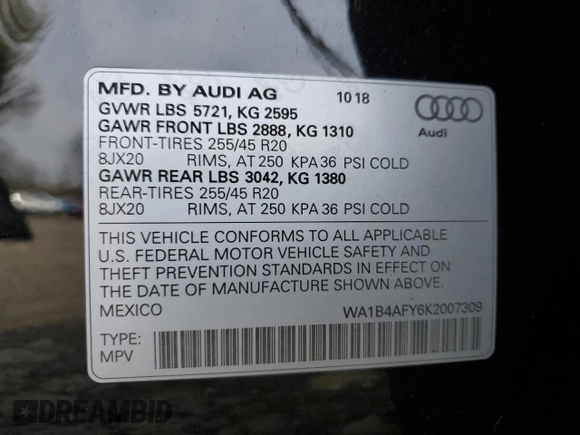 MFD. BY AUDI AG 10 18
GVWR LBS 5721, KG 2595
GAWR FRONT LBS 2888, KG 1310
FRONT-TIRES 255/45 R20
8JX20 RIMS, AT 250 KPA 36 PSI COLD
GAWR REAR LBS 3042, KG 1380
REAR-TIRES 255/45 R20
8JX20 RIMS, AT 250 KPA 36 PSI COLD
Audi
THIS VEHICLE CONFORMS TO ALL APPLICABLE
U.S. FEDERAL MOTOR VEHICLE SAFETY AND
THEFT PREVENTION STANDARDS IN EFFECT ON
THE DATE OF MANUFACTURE SHOWN ABOVE.
MEXICO WA1B4AFY6K2007309
TYPE:
MPV
DREAMBID